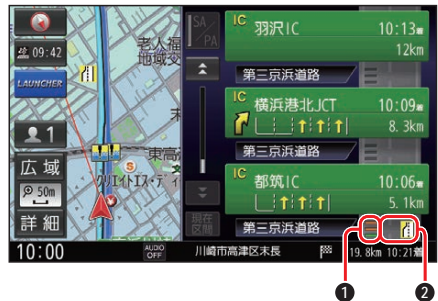 09:42
LAUNCHER
1
広域
50m
詳細
10:00
老人福
地域交
東高
クリエイトエス・ディ
S
SA
PA
現在
区間
IC
羽沢IC
10:13
12km
第三京浜道路
IC
横浜港北JCT
10:09
8.3km
第三京浜道路
IC
都筑IC
10:06
5.1km
第三京浜道路
AUDIO
OFF
川崎市高津区末長
19.8km 10:21着
1
2